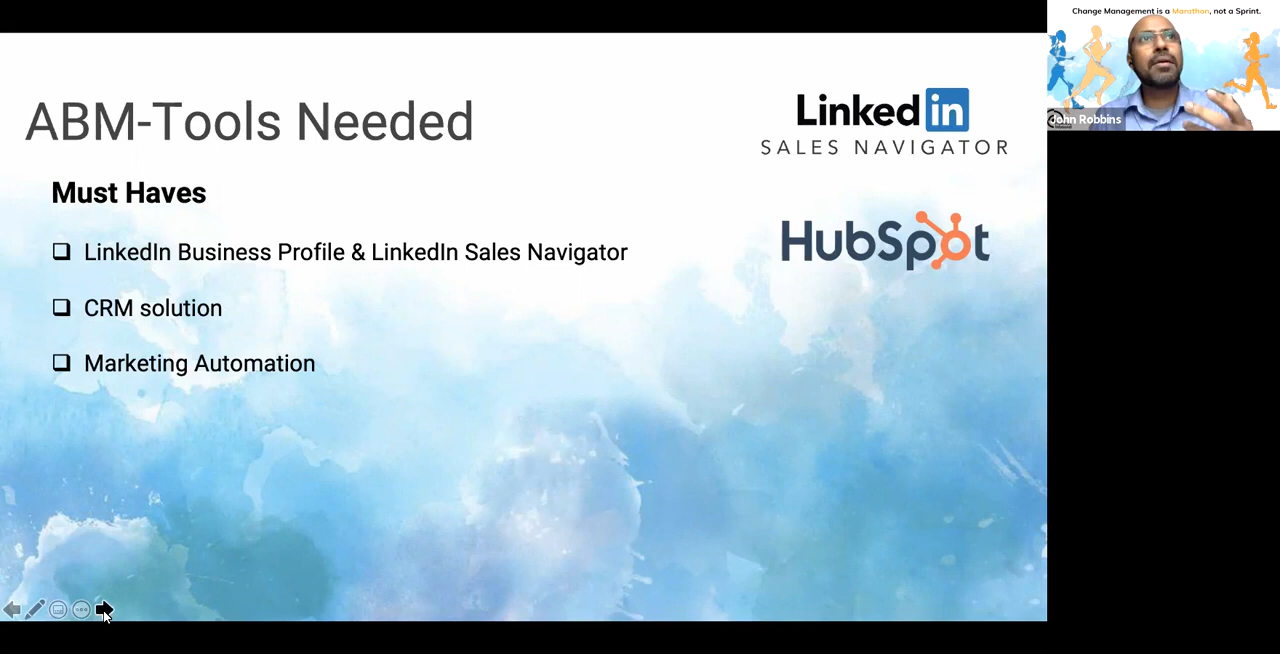 ABM-Tools Needed
Linked in
SALES NAVIGATOR
Must Haves
LinkedIn Business Profile & LinkedIn Sales Navigator
HubSpot
CRM solution
Marketing Automation
Change Management is a Marathon, not a Sprint.
John Robbins